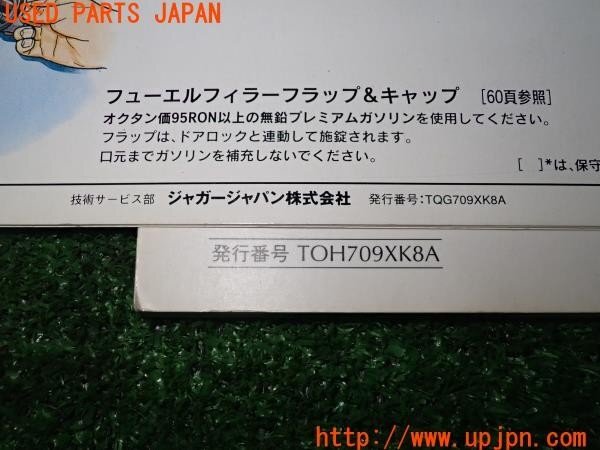 USED PARTS JAPAN
フューエルフィラーフラップ&キャップ [60頁参照]
オクタン価95RON以上の無鉛プレミアムガソリンを使用してください。
フラップは、ドアロックと連動して施錠されます。
口元までガソリンを補充しないでください。
[ ]*は、保守
技術サービス部 ジャガージャパン株式会社 発行番号:TQG709XK8A
発行番号 TOH709XK8A
http://www.upjpn.com/